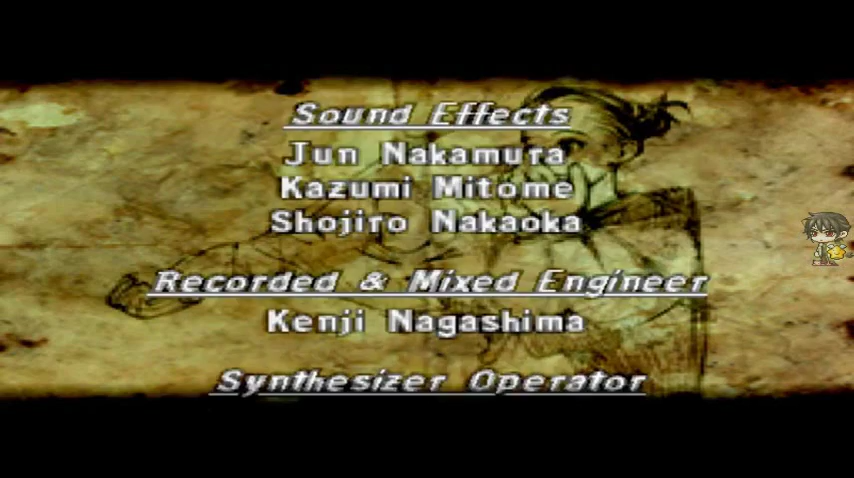 Sound Effects
Jun Nakamura
Kazumi Mitome
Shojiro Nakaoka
Recorded & Mixed Engineer
Kenji Nagashima
Synthesizer Operator